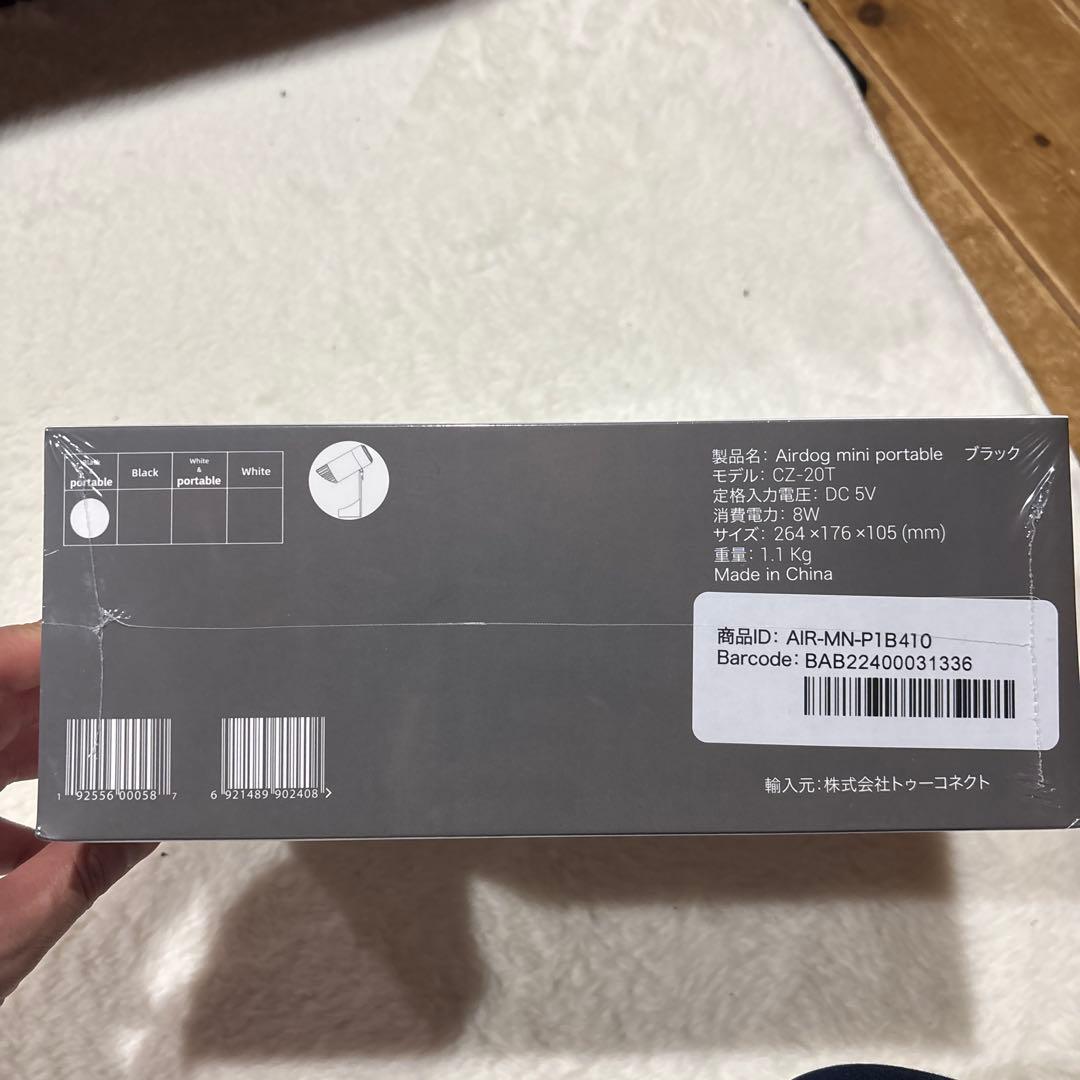 Black
&
portable
Black
White
&
portable
White
製品名: Airdog mini portable ブラック
モデル: CZ-20T
定格入力電圧: DC 5V
消費電力: 8W
サイズ: 264×176×105 (mm)
重量: 1.1 Kg
Made in China
商品ID: AIR-MN-P1B410
Barcode: BAB22400031336
1 92556 00058 7
6 921489 902408 >
輸入元:株式会社トゥーコネクト